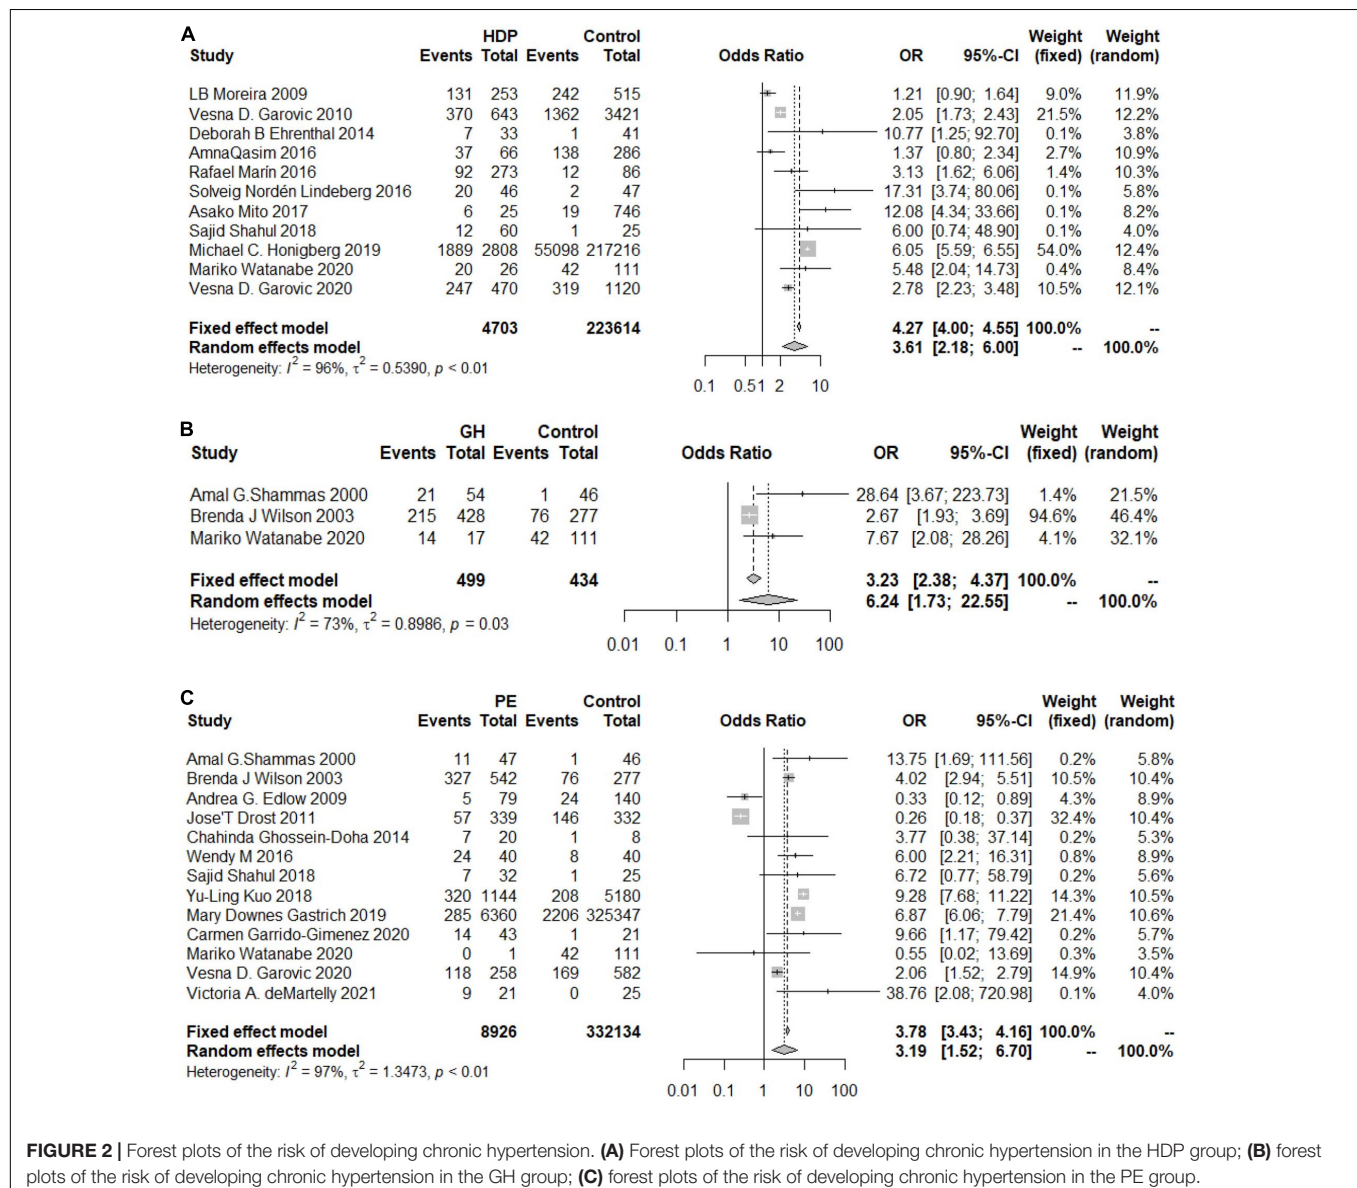 A
HDP Control Weight Weight
Study Events Total Events Total Odds Ratio OR 95%-CI (fixed) (random)
LB Moreira 2009 131 253 242 515 1.21 [0.90; 1.64] 9.0% 11.9%
Vesna D. Garovic 2010 370 643 1362 3421 2.05 [1.73; 2.43] 21.5% 12.2%
Deborah B Ehrenthal 2014 7 33 1 41 10.77 [1.25; 92.70] 0.1% 3.8%
AmnaQasim 2016 37 66 138 286 1.37 [0.80; 2.34] 2.7% 10.9%
Rafael Marín 2016 92 273 12 86 3.13 [1.62; 6.06] 1.4% 10.3%
Solveig Nordén Lindeberg 2016 20 46 2 47 17.31 [3.74; 80.06] 0.1% 5.8%
Asako Mito 2017 6 25 19 746 12.08 [4.34; 33.66] 0.1% 8.2%
Sajid Shahul 2018 12 60 1 25 6.00 [0.74; 48.90] 0.1% 4.0%
Michael C. Honigberg 2019 1889 2808 55098 217216 6.05 [5.59; 6.55] 54.0% 12.4%
Mariko Watanabe 2020 20 26 42 111 5.48 [2.04; 14.73] 0.4% 8.4%
Vesna D. Garovic 2020 247 470 319 1120 2.78 [2.23; 3.48] 10.5% 12.1%
Fixed effect model 4703 223614 4.27 [4.00; 4.55] 100.0% --
Random effects model 3.61 [2.18; 6.00] -- 100.0%
Heterogeneity: I² = 96%, τ² = 0.5390, p < 0.01
0.1 0.51 2 10
B
GH Control Weight Weight
Study Events Total Events Total Odds Ratio OR 95%-CI (fixed) (random)
Amal G.Shammas 2000 21 54 1 46 28.64 [3.67; 223.73] 1.4% 21.5%
Brenda J Wilson 2003 215 428 76 277 2.67 [1.93; 3.69] 94.6% 46.4%
Mariko Watanabe 2020 14 17 42 111 7.67 [2.08; 28.26] 4.1% 32.1%
Fixed effect model 499 434 3.23 [2.38; 4.37] 100.0% --
Random effects model 6.24 [1.73; 22.55] -- 100.0%
Heterogeneity: I² = 73%, τ² = 0.8986, p = 0.03
0.01 0.1 1 10 100
C
PE Control Weight Weight
Study Events Total Events Total Odds Ratio OR 95%-CI (fixed) (random)
Amal G.Shammas 2000 11 47 1 46 13.75 [1.69; 111.56] 0.2% 5.8%
Brenda J Wilson 2003 327 542 76 277 4.02 [2.94; 5.51] 10.5% 10.4%
Andrea G. Edlow 2009 5 79 24 140 0.33 [0.12; 0.89] 4.3% 8.9%
Jose'T Drost 2011 57 339 146 332 0.26 [0.18; 0.37] 32.4% 10.4%
Chahinda Ghossein-Doha 2014 7 20 1 8 3.77 [0.38; 37.14] 0.2% 5.3%
Wendy M 2016 24 40 8 40 6.00 [2.21; 16.31] 0.8% 8.9%
Sajid Shahul 2018 7 32 1 25 6.72 [0.77; 58.79] 0.2% 5.6%
Yu-Ling Kuo 2018 320 1144 208 5180 9.28 [7.68; 11.22] 14.3% 10.5%
Mary Downes Gastrich 2019 285 6360 2206 325347 6.87 [6.06; 7.79] 21.4% 10.6%
Carmen Garrido-Gimenez 2020 14 43 1 21 9.66 [1.17; 79.42] 0.2% 5.7%
Mariko Watanabe 2020 0 1 42 111 0.55 [0.02; 13.69] 0.3% 3.5%
Vesna D. Garovic 2020 118 258 169 582 2.06 [1.52; 2.79] 14.9% 10.4%
Victoria A. deMartelly 2021 9 21 0 25 38.76 [2.08; 720.98] 0.1% 4.0%
Fixed effect model 8926 332134 3.78 [3.43; 4.16] 100.0% --
Random effects model 3.19 [1.52; 6.70] -- 100.0%
Heterogeneity: I² = 97%, τ² = 1.3473, p < 0.01
0.01 0.1 1 10 100
FIGURE 2 | Forest plots of the risk of developing chronic hypertension. (A) Forest plots of the risk of developing chronic hypertension in the HDP group; (B) forest
plots of the risk of developing chronic hypertension in the GH group; (C) forest plots of the risk of developing chronic hypertension in the PE group.